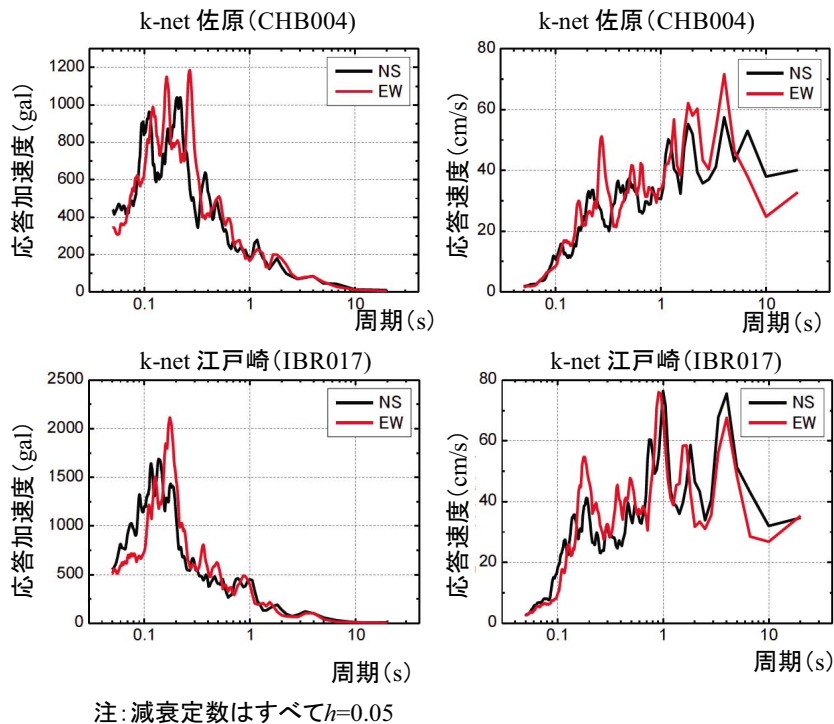 k-net 佐原(CHB004)
応答加速度(gal)
1200
1000
800
600
400
200
0
NS
EW
0.1
1
10
周期(s)
k-net 佐原(CHB004)
応答速度(cm/s)
80
60
40
20
0
NS
EW
0.1
1
10
周期(s)
k-net 江戸崎(IBR017)
応答加速度(gal)
2500
2000
1500
1000
500
0
NS
EW
0.1
1
10
周期(s)
k-net 江戸崎(IBR017)
応答速度(cm/s)
80
60
40
20
0
NS
EW
0.1
1
10
周期(s)
注:減衰定数はすべてh=0.05